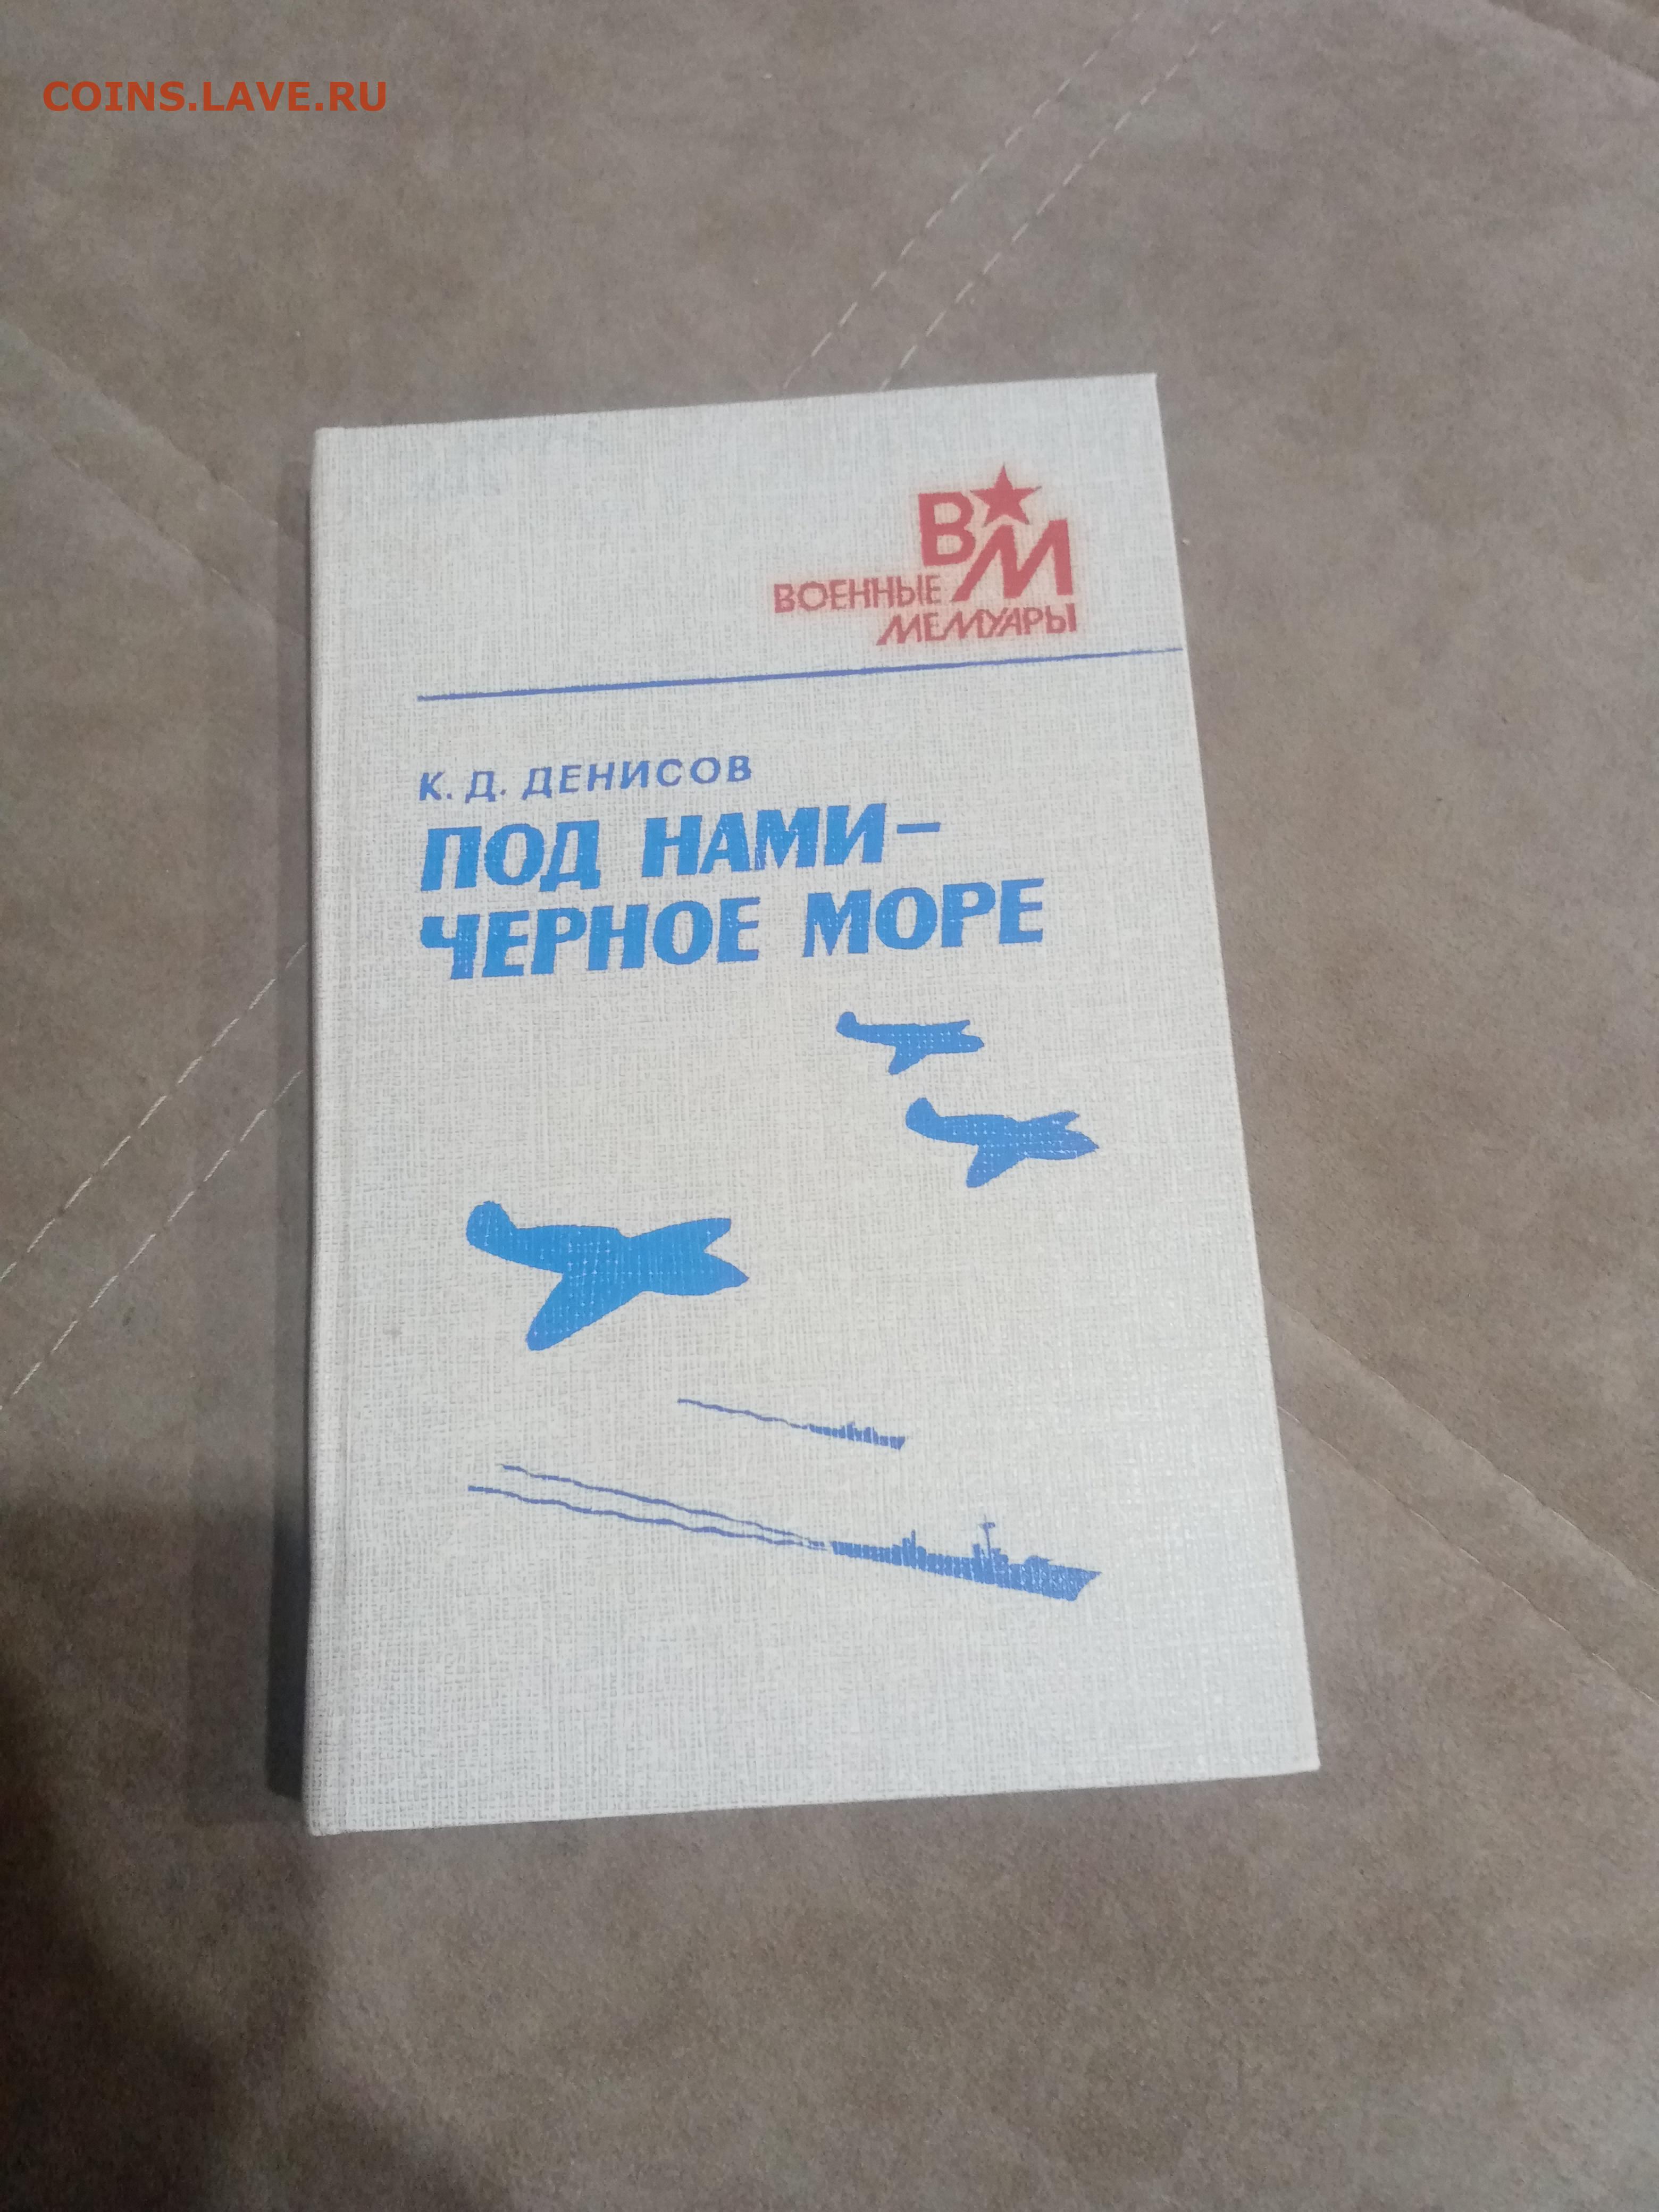 COINS.LAVE.RU
ВМ
ВОЕННЫЕ
МЕМУАРЫ
К. Д. ДЕНИСОВ
ПОД НАМИ –
ЧЕРНОЕ МОРЕ